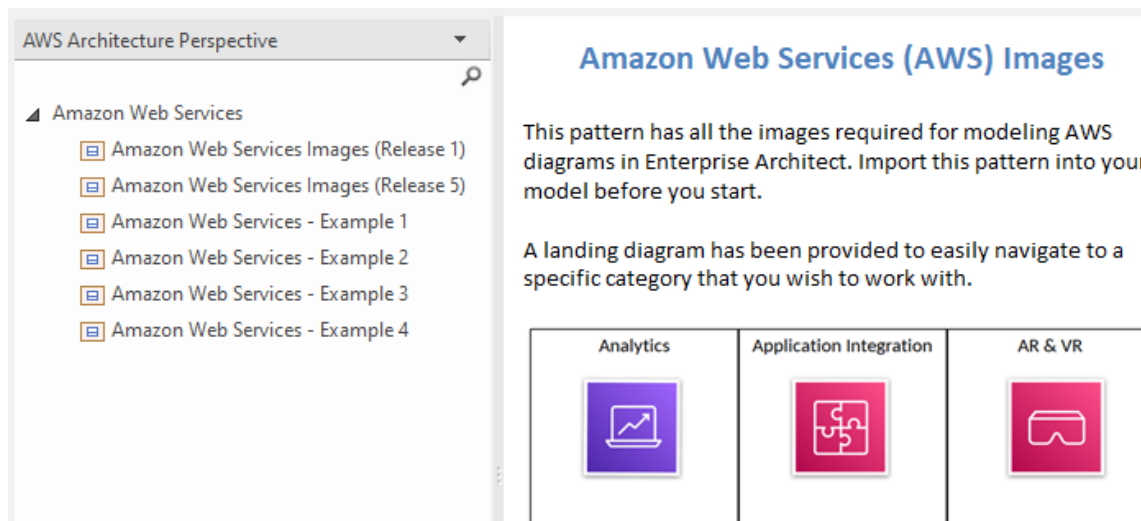 AWS Architecture Perspective
Amazon Web Services
Amazon Web Services Images (Release 1)
Amazon Web Services Images (Release 5)
Amazon Web Services - Example 1
Amazon Web Services - Example 2
Amazon Web Services - Example 3
Amazon Web Services - Example 4
Amazon Web Services (AWS) Images
This pattern has all the images required for modeling AWS
diagrams in Enterprise Architect. Import this pattern into your
model before you start.
A landing diagram has been provided to easily navigate to a
specific category that you wish to work with.
Analytics
Application Integration
AR & VR